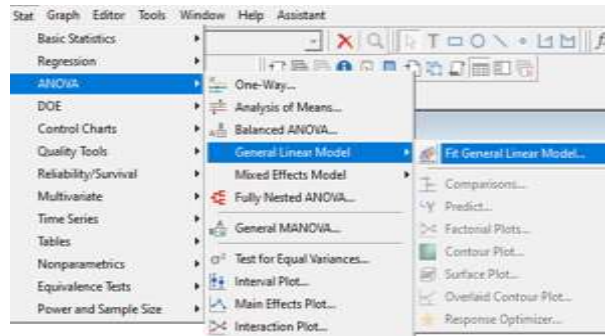 Stat Graph Editor Tools Window Help Assistant
Basic Statistics
Regression
ANOVA
DOE
Control Charts
Quality Tools
Reliability/Survival
Multivariate
Time Series
Tables
Nonparametrics
Equivalence Tests
Power and Sample Size
One-Way...
Analysis of Means...
Balanced ANOVA...
General Linear Model
Mixed Effects Model
Fully Nested ANOVA...
General MANOVA...
Test for Equal Variances...
Interval Plot...
Main Effects Plot...
Interaction Plot...
Fit General Linear Model...
Comparisons...
Predict...
Factorial Plots...
Contour Plot...
Surface Plot...
Overlaid Contour Plot...
Response Optimizer...